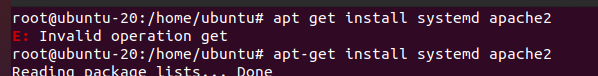 root@ubuntu-20:/home/ubuntu# apt get install systemd apache2
E: Invalid operation get
root@ubuntu-20:/home/ubuntu# apt-get install systemd apache2
Reading package lists... Done